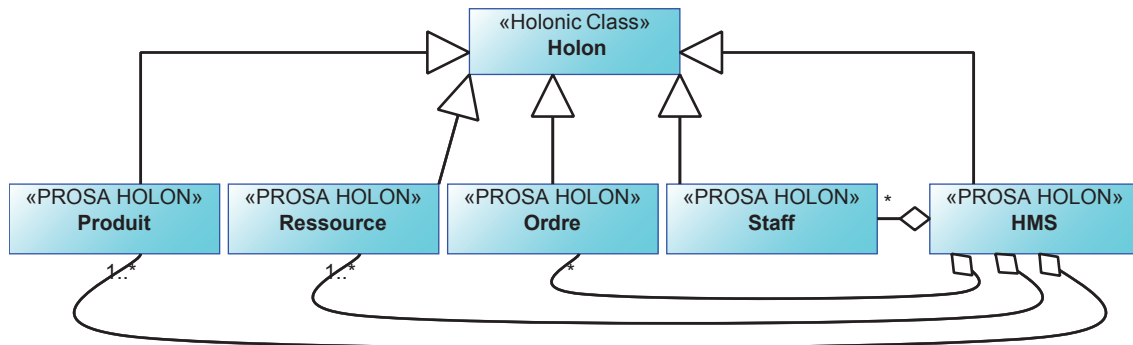 «Holonic Class»
Holon
«PROSA HOLON»
Produit
«PROSA HOLON»
Ressource
«PROSA HOLON»
Ordre
«PROSA HOLON»
Staff
*
«PROSA HOLON»
HMS
1..*
1..*
*